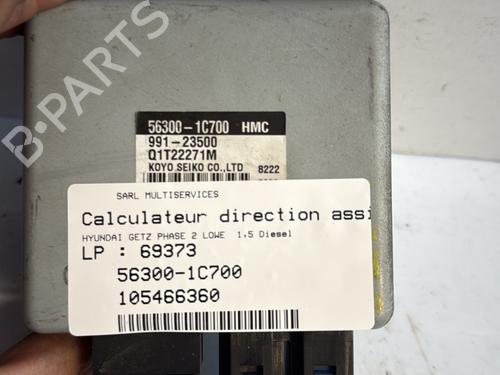 56300-1C700 HMC
991-23500
Q1T22271M
KOYO SEIKO CO.,LTD 8222
SARL MULTISERVICES
Calculateur direction assi
HYUNDAI GETZ PHASE 2 LOWE 1.5 Diesel
LP : 69373
56300-1C700
105466360